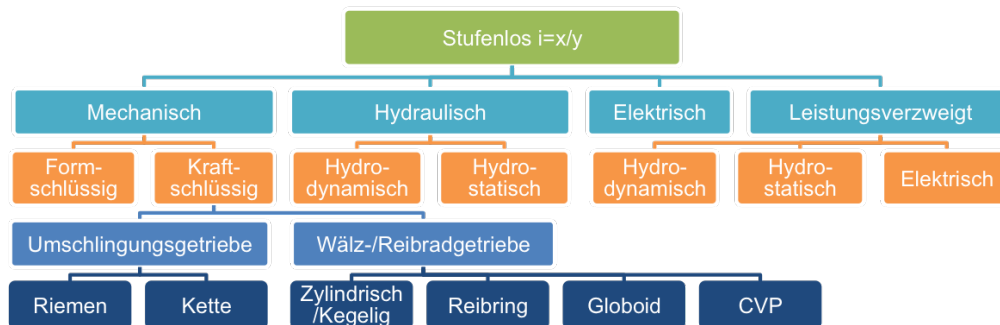 Stufenlos i=x/y
Mechanisch
Hydraulisch
Elektrisch
Leistungsverzweigt
Form-
schlüssig
Kraft-
schlüssig
Hydro-
dynamisch
Hydro-
statisch
Hydro-
dynamisch
Hydro-
statisch
Elektrisch
Umschlingungsgetriebe
Wälz-/Reibradgetriebe
Riemen
Kette
Zylindrisch
/Kegelig
Reibring
Globoid
CVP